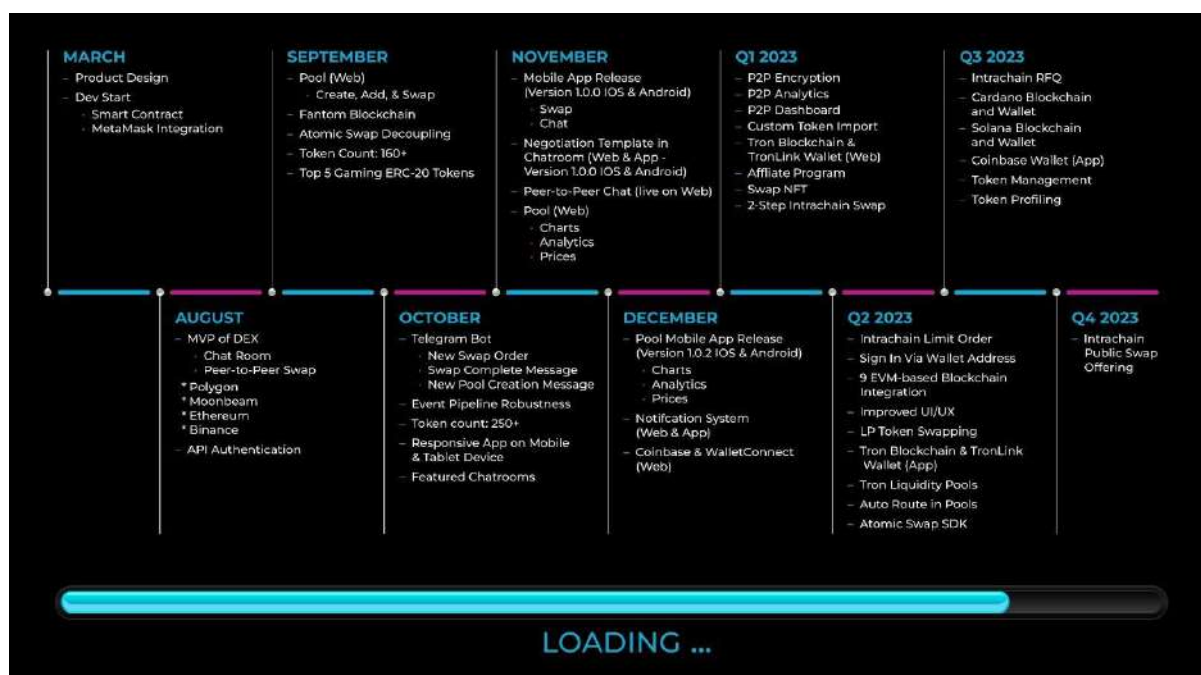 MARCH
– Product Design
– Dev Start
· Smart Contract
· MetaMask Integration
SEPTEMBER
– Pool (Web)
· Create, Add, & Swap
– Fantom Blockchain
– Atomic Swap Decoupling
– Token Count: 160+
– Top 5 Gaming ERC-20 Tokens
NOVEMBER
– Mobile App Release
(Version 1.0.0 IOS & Android)
· Swap
· Chat
– Negotiation Template in
Chatroom (Web & App -
Version 1.0.0 IOS & Android)
– Peer-to-Peer Chat (live on Web)
– Pool (Web)
· Charts
· Analytics
· Prices
Q1 2023
– P2P Encryption
– P2P Analytics
– P2P Dashboard
– Custom Token Import
– Tron Blockchain &
TronLink Wallet (Web)
– Affliate Program
– Swap NFT
– 2-Step Intrachain Swap
Q3 2023
– Intrachain RFQ
– Cardano Blockchain
and Wallet
– Solana Blockchain
and Wallet
– Coinbase Wallet (App)
– Token Management
– Token Profiling
AUGUST
– MVP of DEX
· Chat Room
· Peer-to-Peer Swap
* Polygon
* Moonbeam
* Ethereum
* Binance
– API Authentication
OCTOBER
– Telegram Bot
· New Swap Order
· Swap Complete Message
· New Pool Creation Message
– Event Pipeline Robustness
– Token count: 250+
– Responsive App on Mobile
& Tablet Device
– Featured Chatrooms
DECEMBER
– Pool Mobile App Release
(Version 1.0.2 IOS & Android)
· Charts
· Analytics
· Prices
– Notifcation System
(Web & App)
– Coinbase & WalletConnect
(Web)
Q2 2023
– Intrachain Limit Order
– Sign In Via Wallet Address
– 9 EVM-based Blockchain
Integration
– Improved UI/UX
– LP Token Swapping
– Tron Blockchain & TronLink
Wallet (App)
– Tron Liquidity Pools
– Auto Route in Pools
– Atomic Swap SDK
Q4 2023
– Intrachain
Public Swap
Offering
LOADING ...